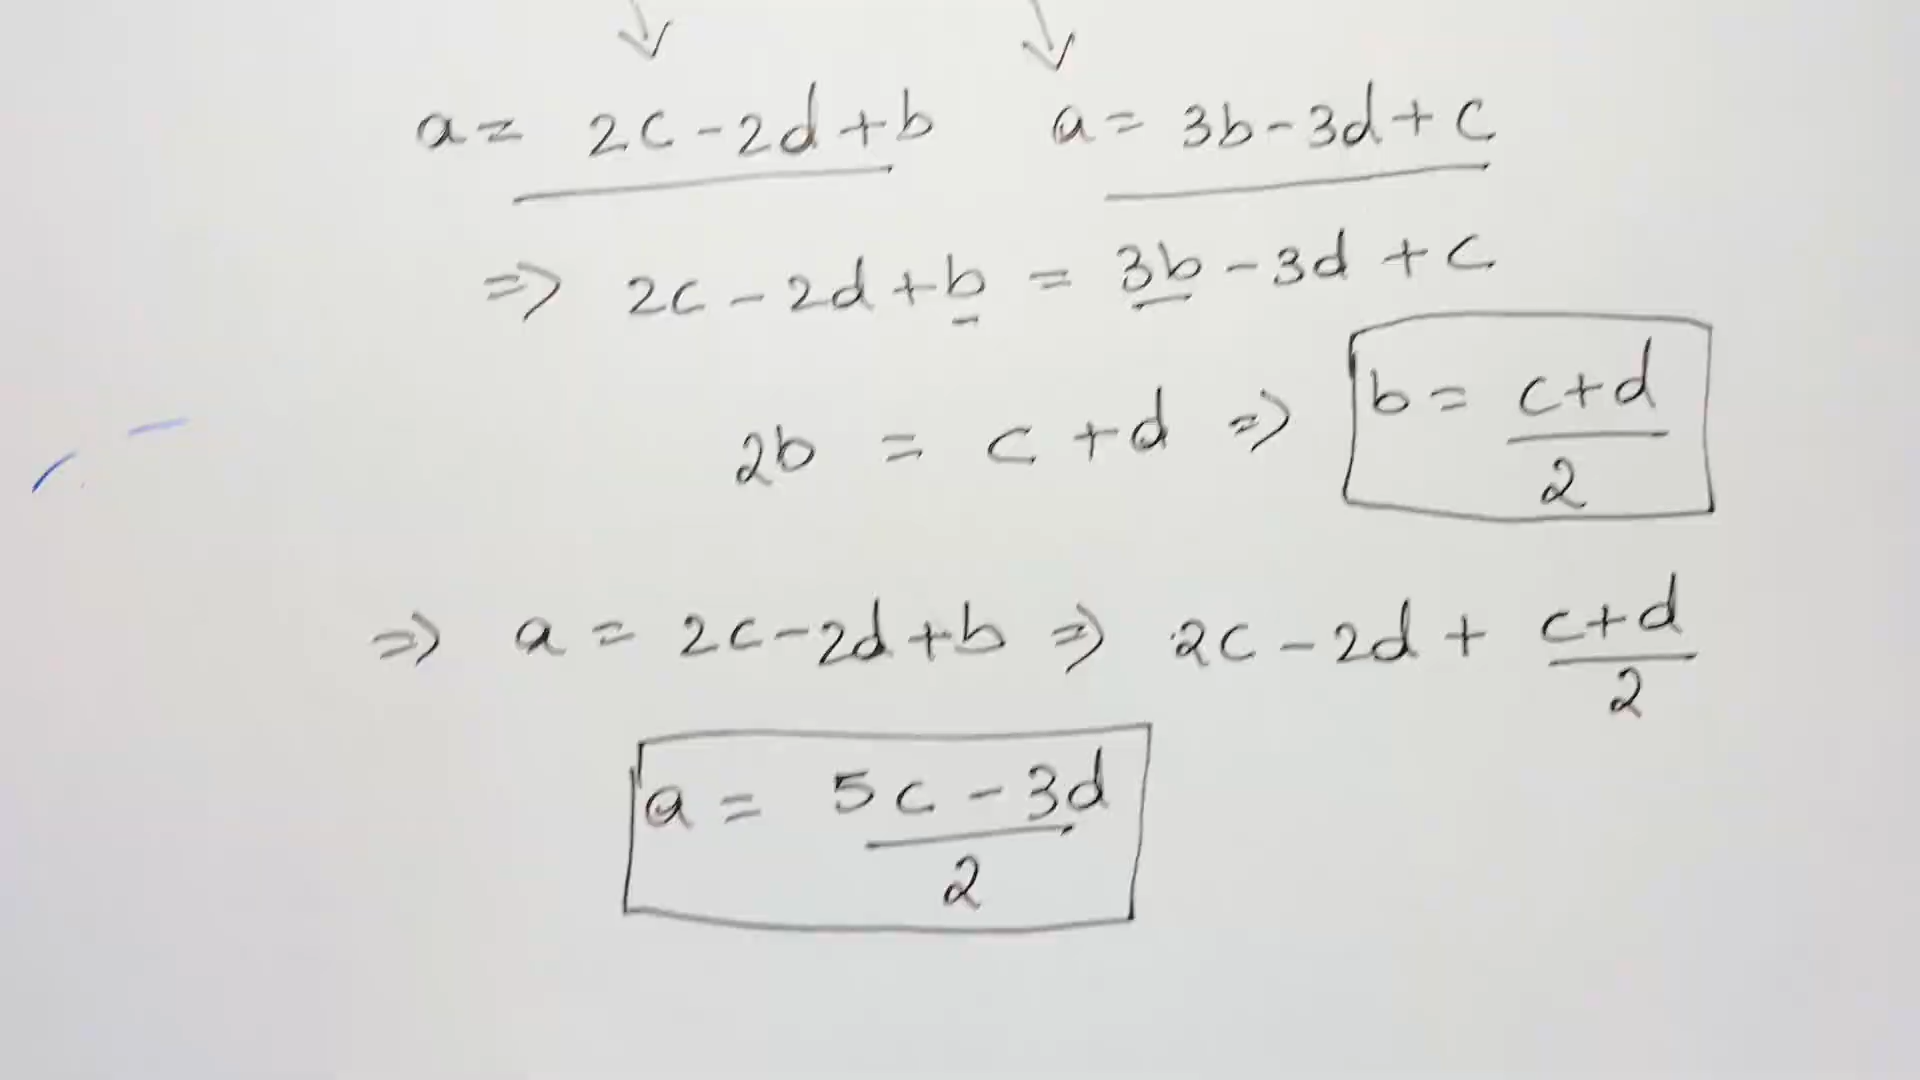 a = 2c - 2d + b a = 3b - 3d + c
=> 2c - 2d + b = 3b - 3d + c
2b = c + d => b = (c+d)/2
=> a = 2c - 2d + b => 2c - 2d + (c+d)/2
a = (5c - 3d)/2